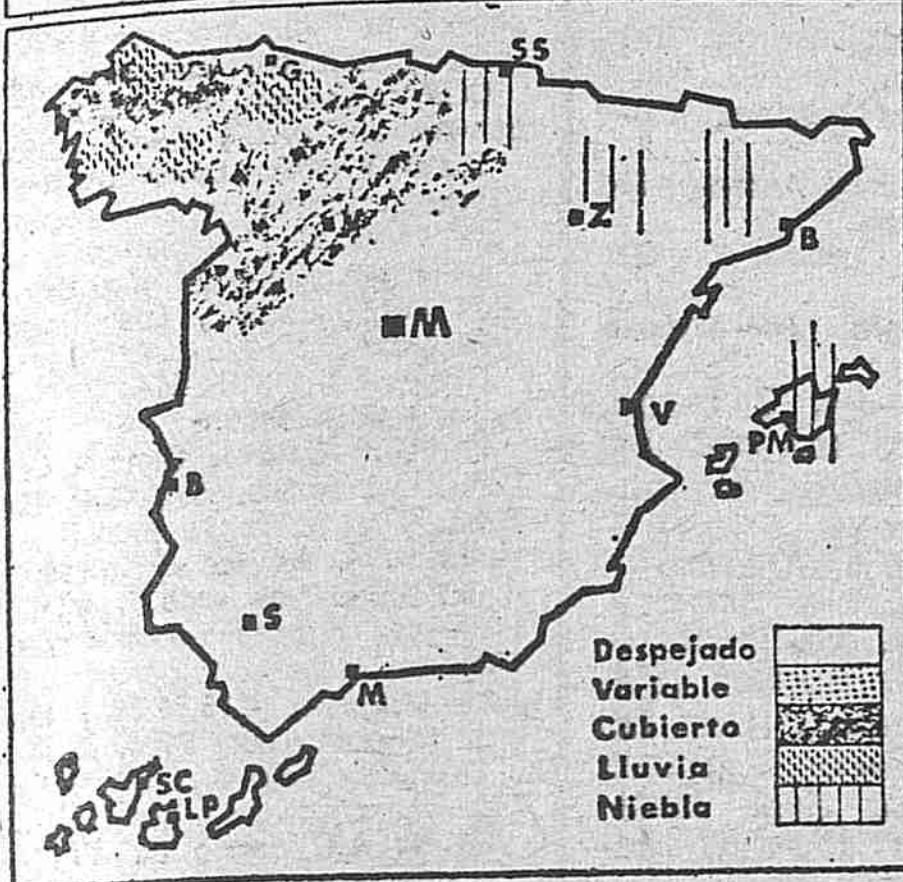 SS
G
Z
B
M
V
PM
B
S
M
SC
LP
Despejado
Variable
Cubierto
Lluvia
Niebla